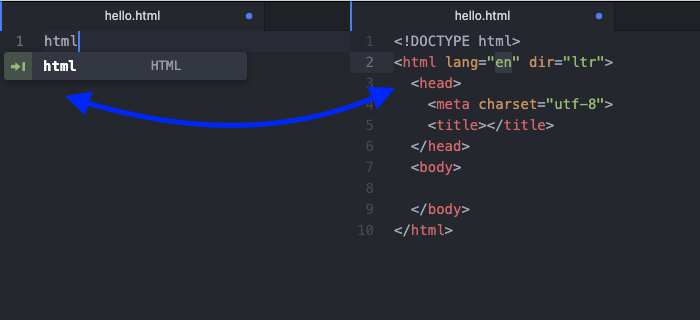 hello.html
1 html
html HTML
hello.html
1 <!DOCTYPE html>
2 <html lang="en" dir="ltr">
3 <head>
4 <meta charset="utf-8">
5 <title></title>
6 </head>
7 <body>
8
9 </body>
10 </html>